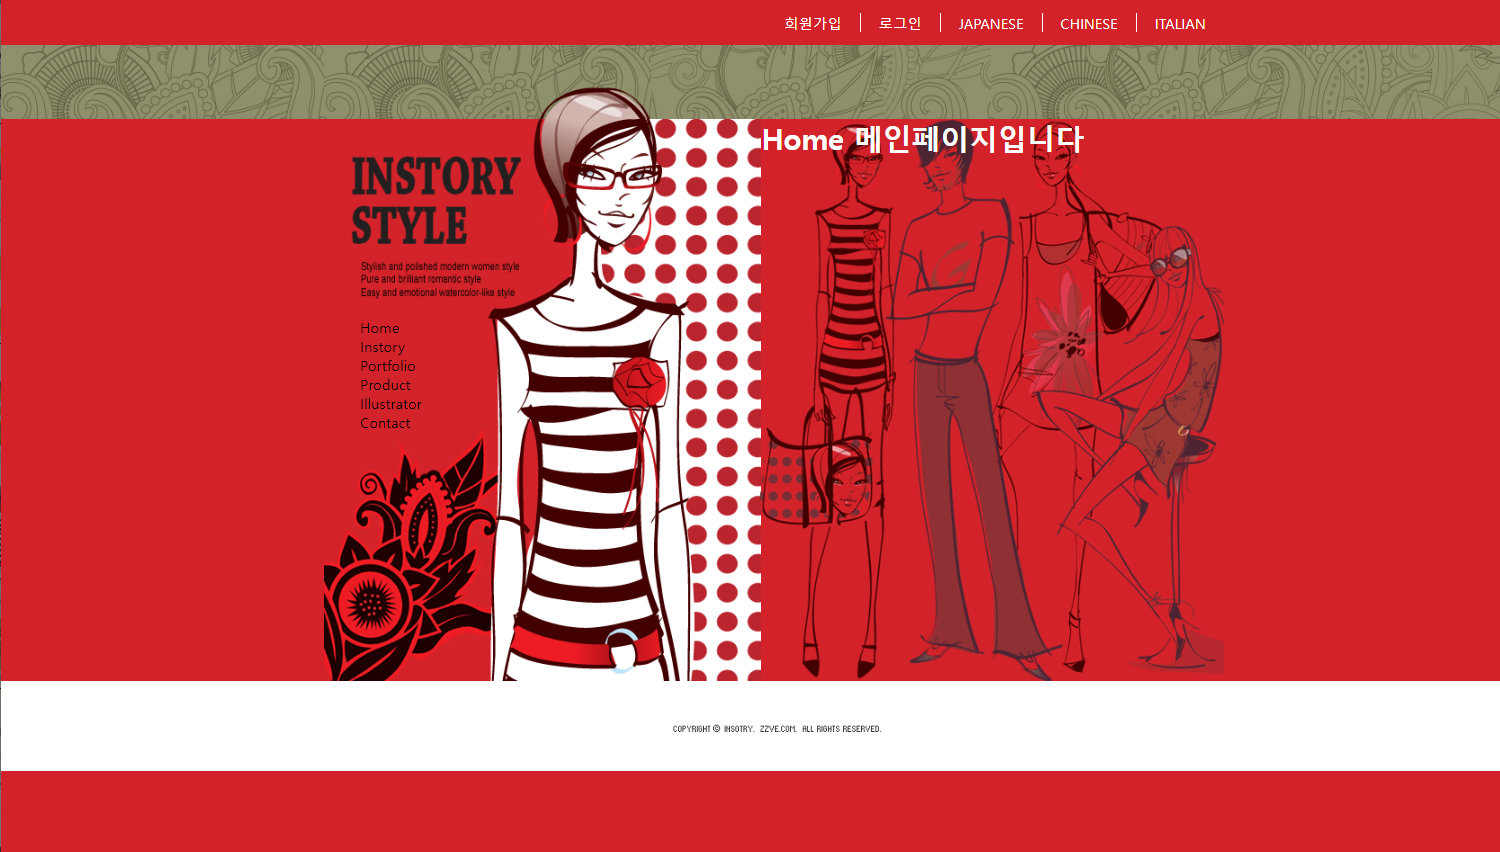 회원가입 로그인 JAPANESE CHINESE ITALIAN
Home 메인페이지입니다
INSTORY
STYLE
Stylish and polished modern women style
Pure and brilliant romantic style
Easy and emotional watercolor-like style
Home
Instory
Portfolio
Product
Illustrator
Contact
COPYRIGHT © INSOTRY. ZZYE.COM. ALL RIGHTS RESERVED.